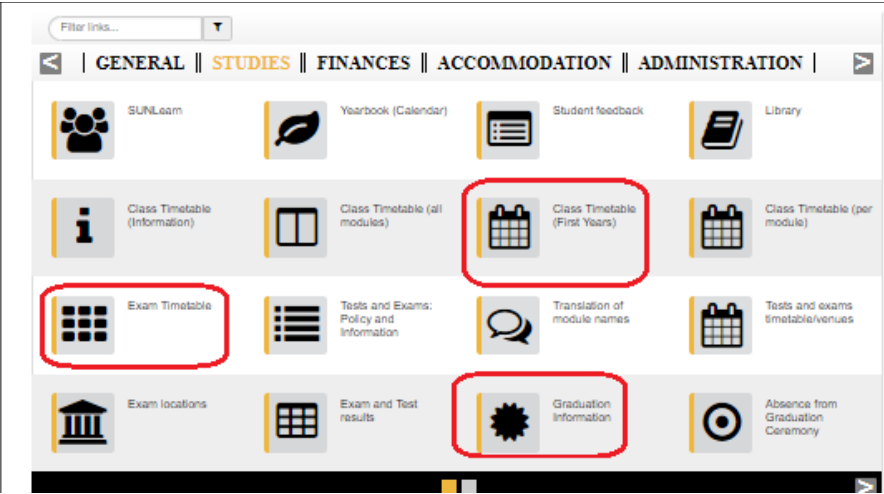 Filter links...
< | GENERAL || STUDIES || FINANCES || ACCOMMODATION || ADMINISTRATION | >
SUNLearn
Yearbook (Calendar)
Student feedback
Library
Class Timetable
(Information)
Class Timetable (all
modules)
Class Timetable
(First Years)
Class Timetable (per
module)
Exam Timetable
Tests and Exams:
Policy and
Information
Translation of
module names
Tests and exams
timetable/venues
Exam locations
Exam and Test
results
Graduation
Information
Absence from
Graduation
Ceremony
>